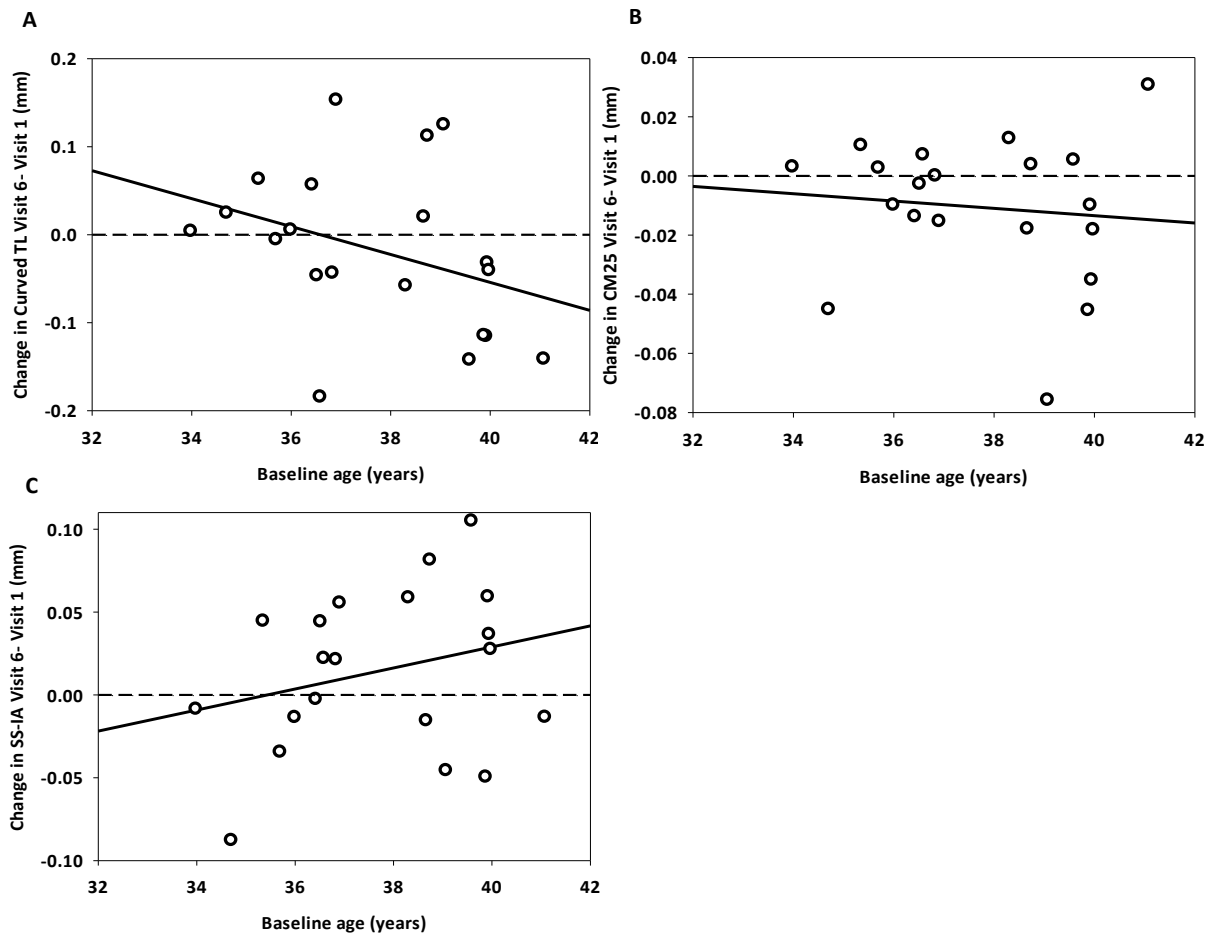 A
Change in Curved TL Visit 6- Visit 1 (mm)
0.2
0.1
0.0
-0.1
-0.2
32 34 36 38 40 42
Baseline age (years)
B
Change in CM25 Visit 6- Visit 1 (mm)
0.04
0.02
0.00
-0.02
-0.04
-0.06
-0.08
32 34 36 38 40 42
Baseline age (years)
C
Change in SS-IA Visit 6- Visit 1 (mm)
0.10
0.05
0.00
-0.05
-0.10
32 34 36 38 40 42
Baseline age (years)